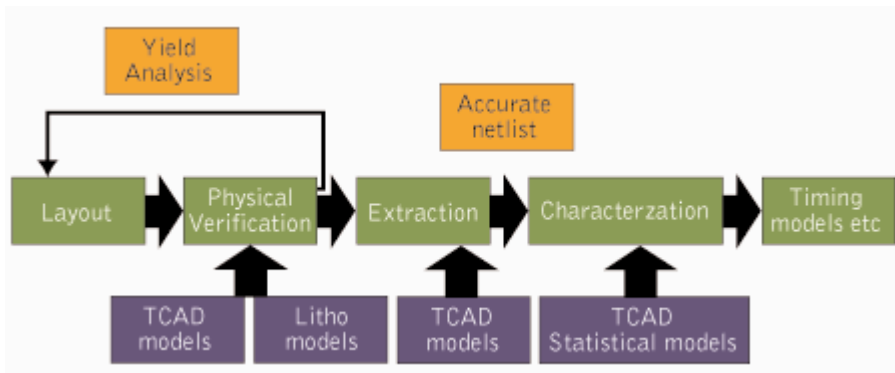 Yield
Analysis
Accurate
netlist
Layout
Physical
Verification
Extraction
Characterzation
Timing
models etc
TCAD
models
Litho
models
TCAD
models
TCAD
Statistical models